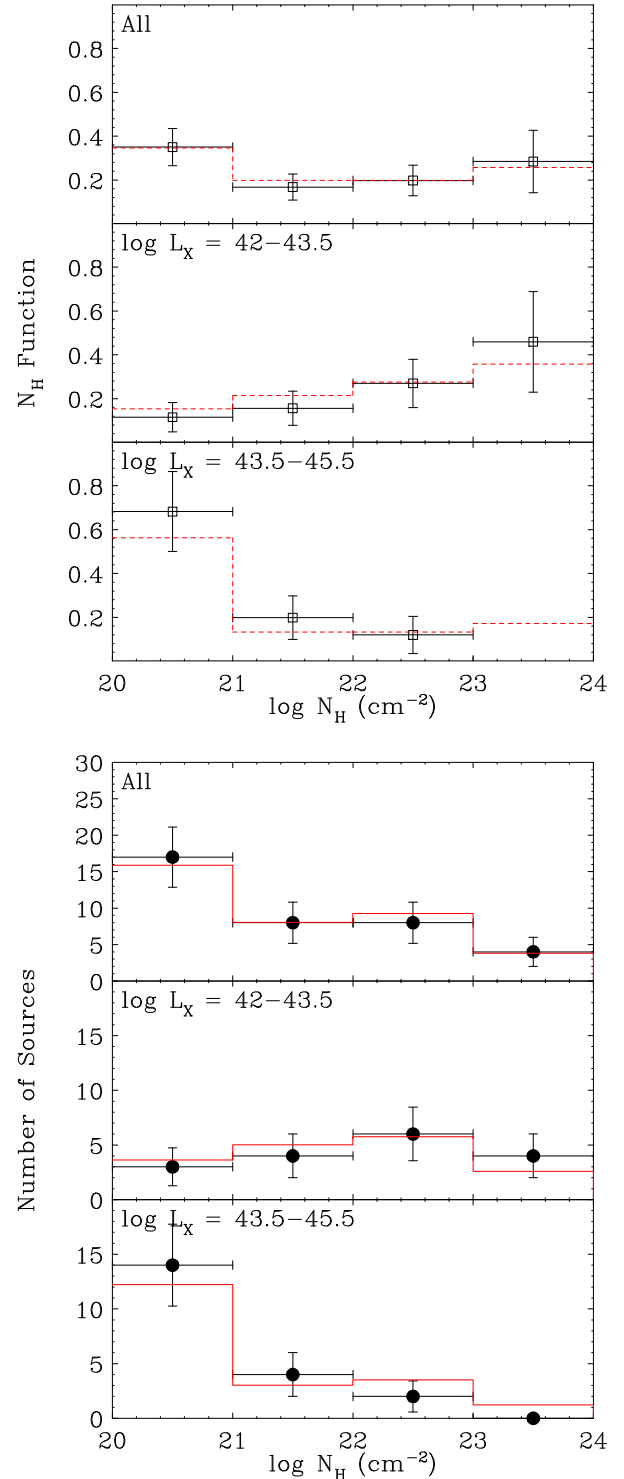 All
0.8
0.6
0.4
0.2
log L_X = 42−43.5
0.8
0.6
0.4
0.2
N_H Function
log L_X = 43.5−45.5
0.8
0.6
0.4
0.2
20 21 22 23 24
log N_H (cm⁻²)
All
30
25
20
15
10
5
0
log L_X = 42−43.5
15
10
5
0
Number of Sources
log L_X = 43.5−45.5
15
10
5
0
20 21 22 23 24
log N_H (cm⁻²)